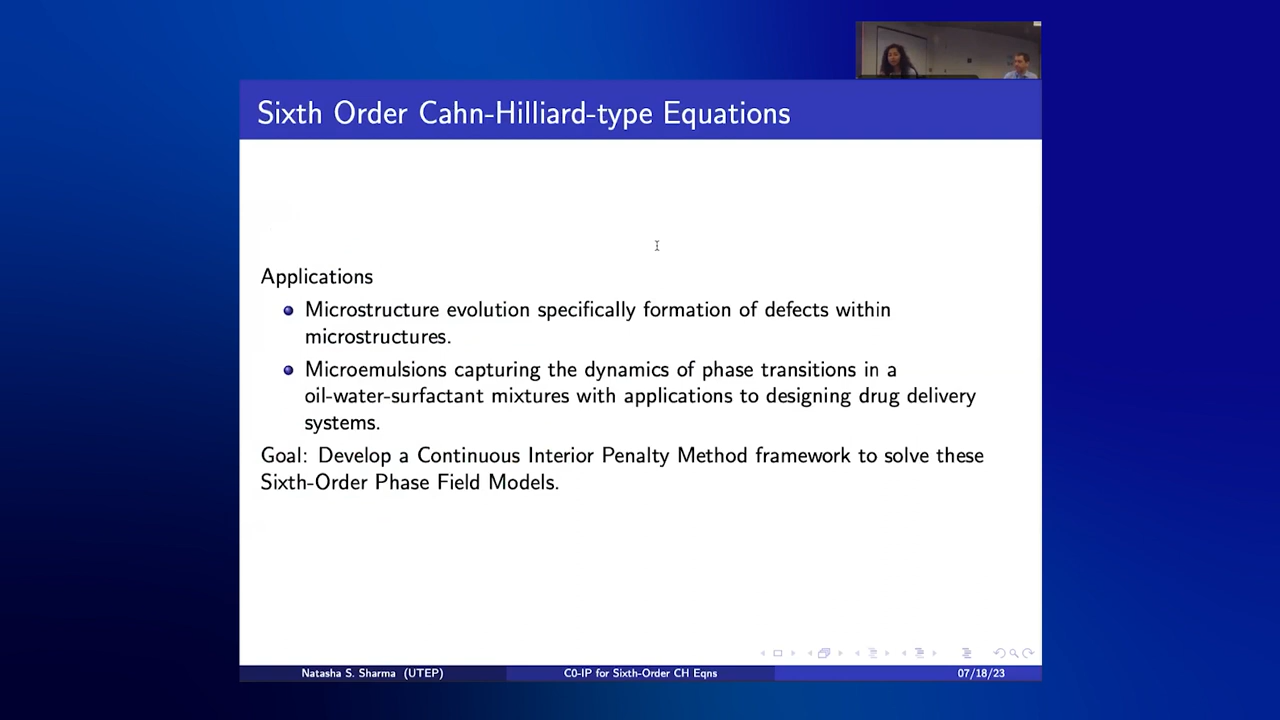 Sixth Order Cahn-Hilliard-type Equations
Applications
Microstructure evolution specifically formation of defects within
microstructures.
Microemulsions capturing the dynamics of phase transitions in a
oil-water-surfactant mixtures with applications to designing drug delivery
systems.
Goal: Develop a Continuous Interior Penalty Method framework to solve these
Sixth-Order Phase Field Models.
Natasha S. Sharma (UTEP)
C0-IP for Sixth-Order CH Eqns
07/18/23